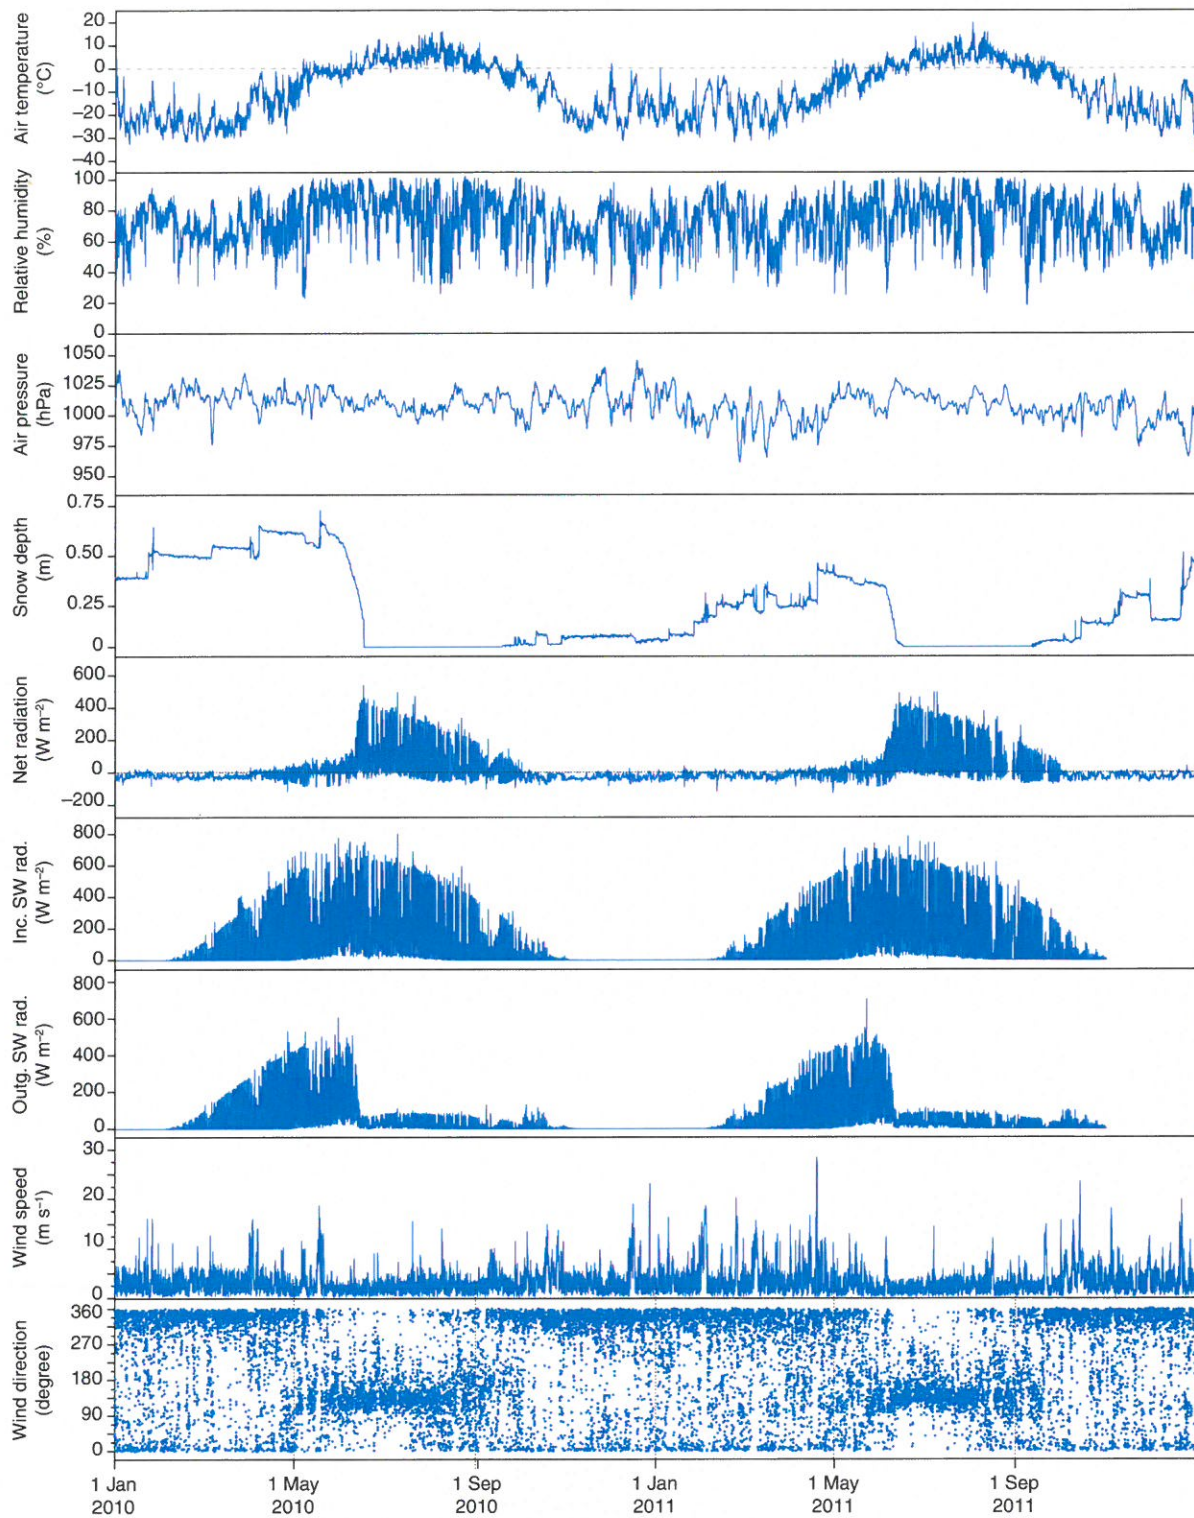 Air temperature
(°C)
20
10
0
−10
−20
−30
−40
Relative humidity
(%)
100
80
60
40
20
0
Air pressure
(hPa)
1050
1025
1000
975
950
Snow depth
(m)
0.75
0.50
0.25
0
Net radiation
(W m⁻²)
600
400
200
0
−200
Inc. SW rad.
(W m⁻²)
800
600
400
200
0
Outg. SW rad.
(W m⁻²)
800
600
400
200
0
Wind speed
(m s⁻¹)
30
20
10
0
Wind direction
(degree)
360
270
180
90
0
1 Jan
2010
1 May
2010
1 Sep
2010
1 Jan
2011
1 May
2011
1 Sep
2011